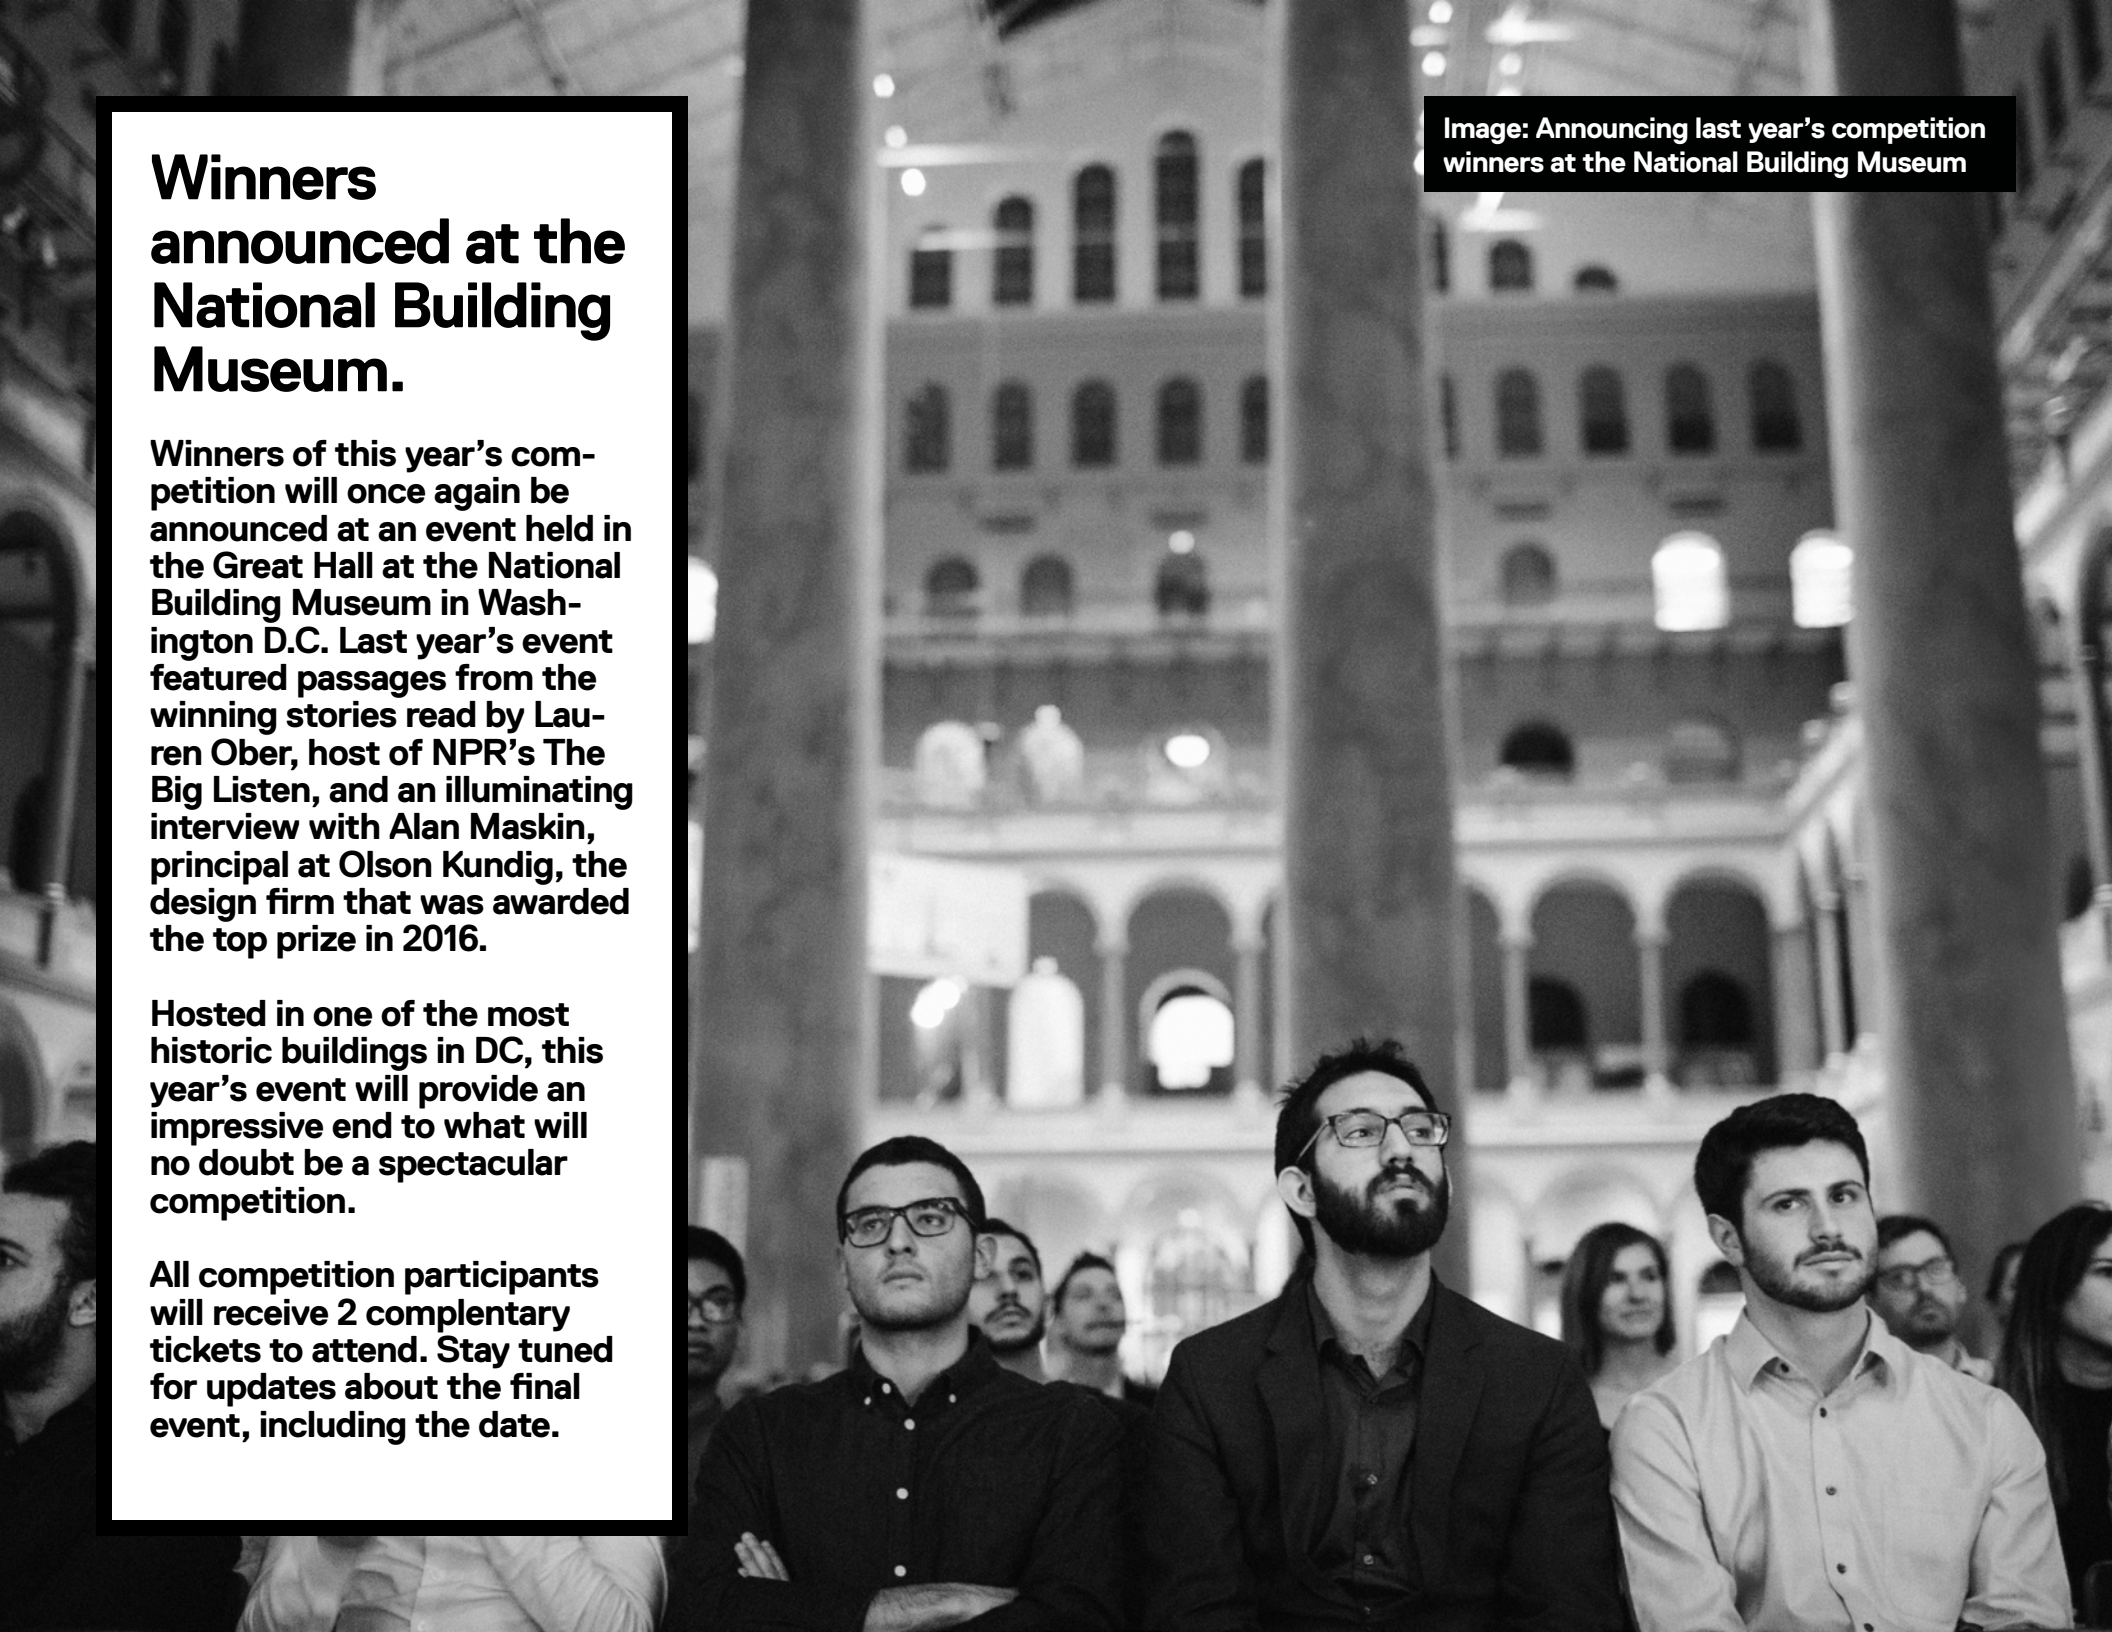 Winners
announced at the
National Building
Museum.
Winners of this year’s com-
petition will once again be
announced at an event held in
the Great Hall at the National
Building Museum in Wash-
ington D.C. Last year’s event
featured passages from the
winning stories read by Lau-
ren Ober, host of NPR’s The
Big Listen, and an illuminating
interview with Alan Maskin,
principal at Olson Kundig, the
design firm that was awarded
the top prize in 2016.
Hosted in one of the most
historic buildings in DC, this
year’s event will provide an
impressive end to what will
no doubt be a spectacular
competition.
All competition participants
will receive 2 complentary
tickets to attend. Stay tuned
for updates about the final
event, including the date.
Image: Announcing last year’s competition
winners at the National Building Museum